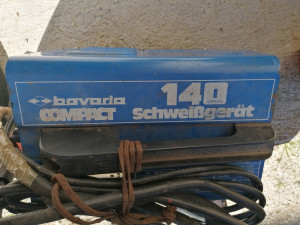 bavaria
COMPACT
140
Schweißgerät